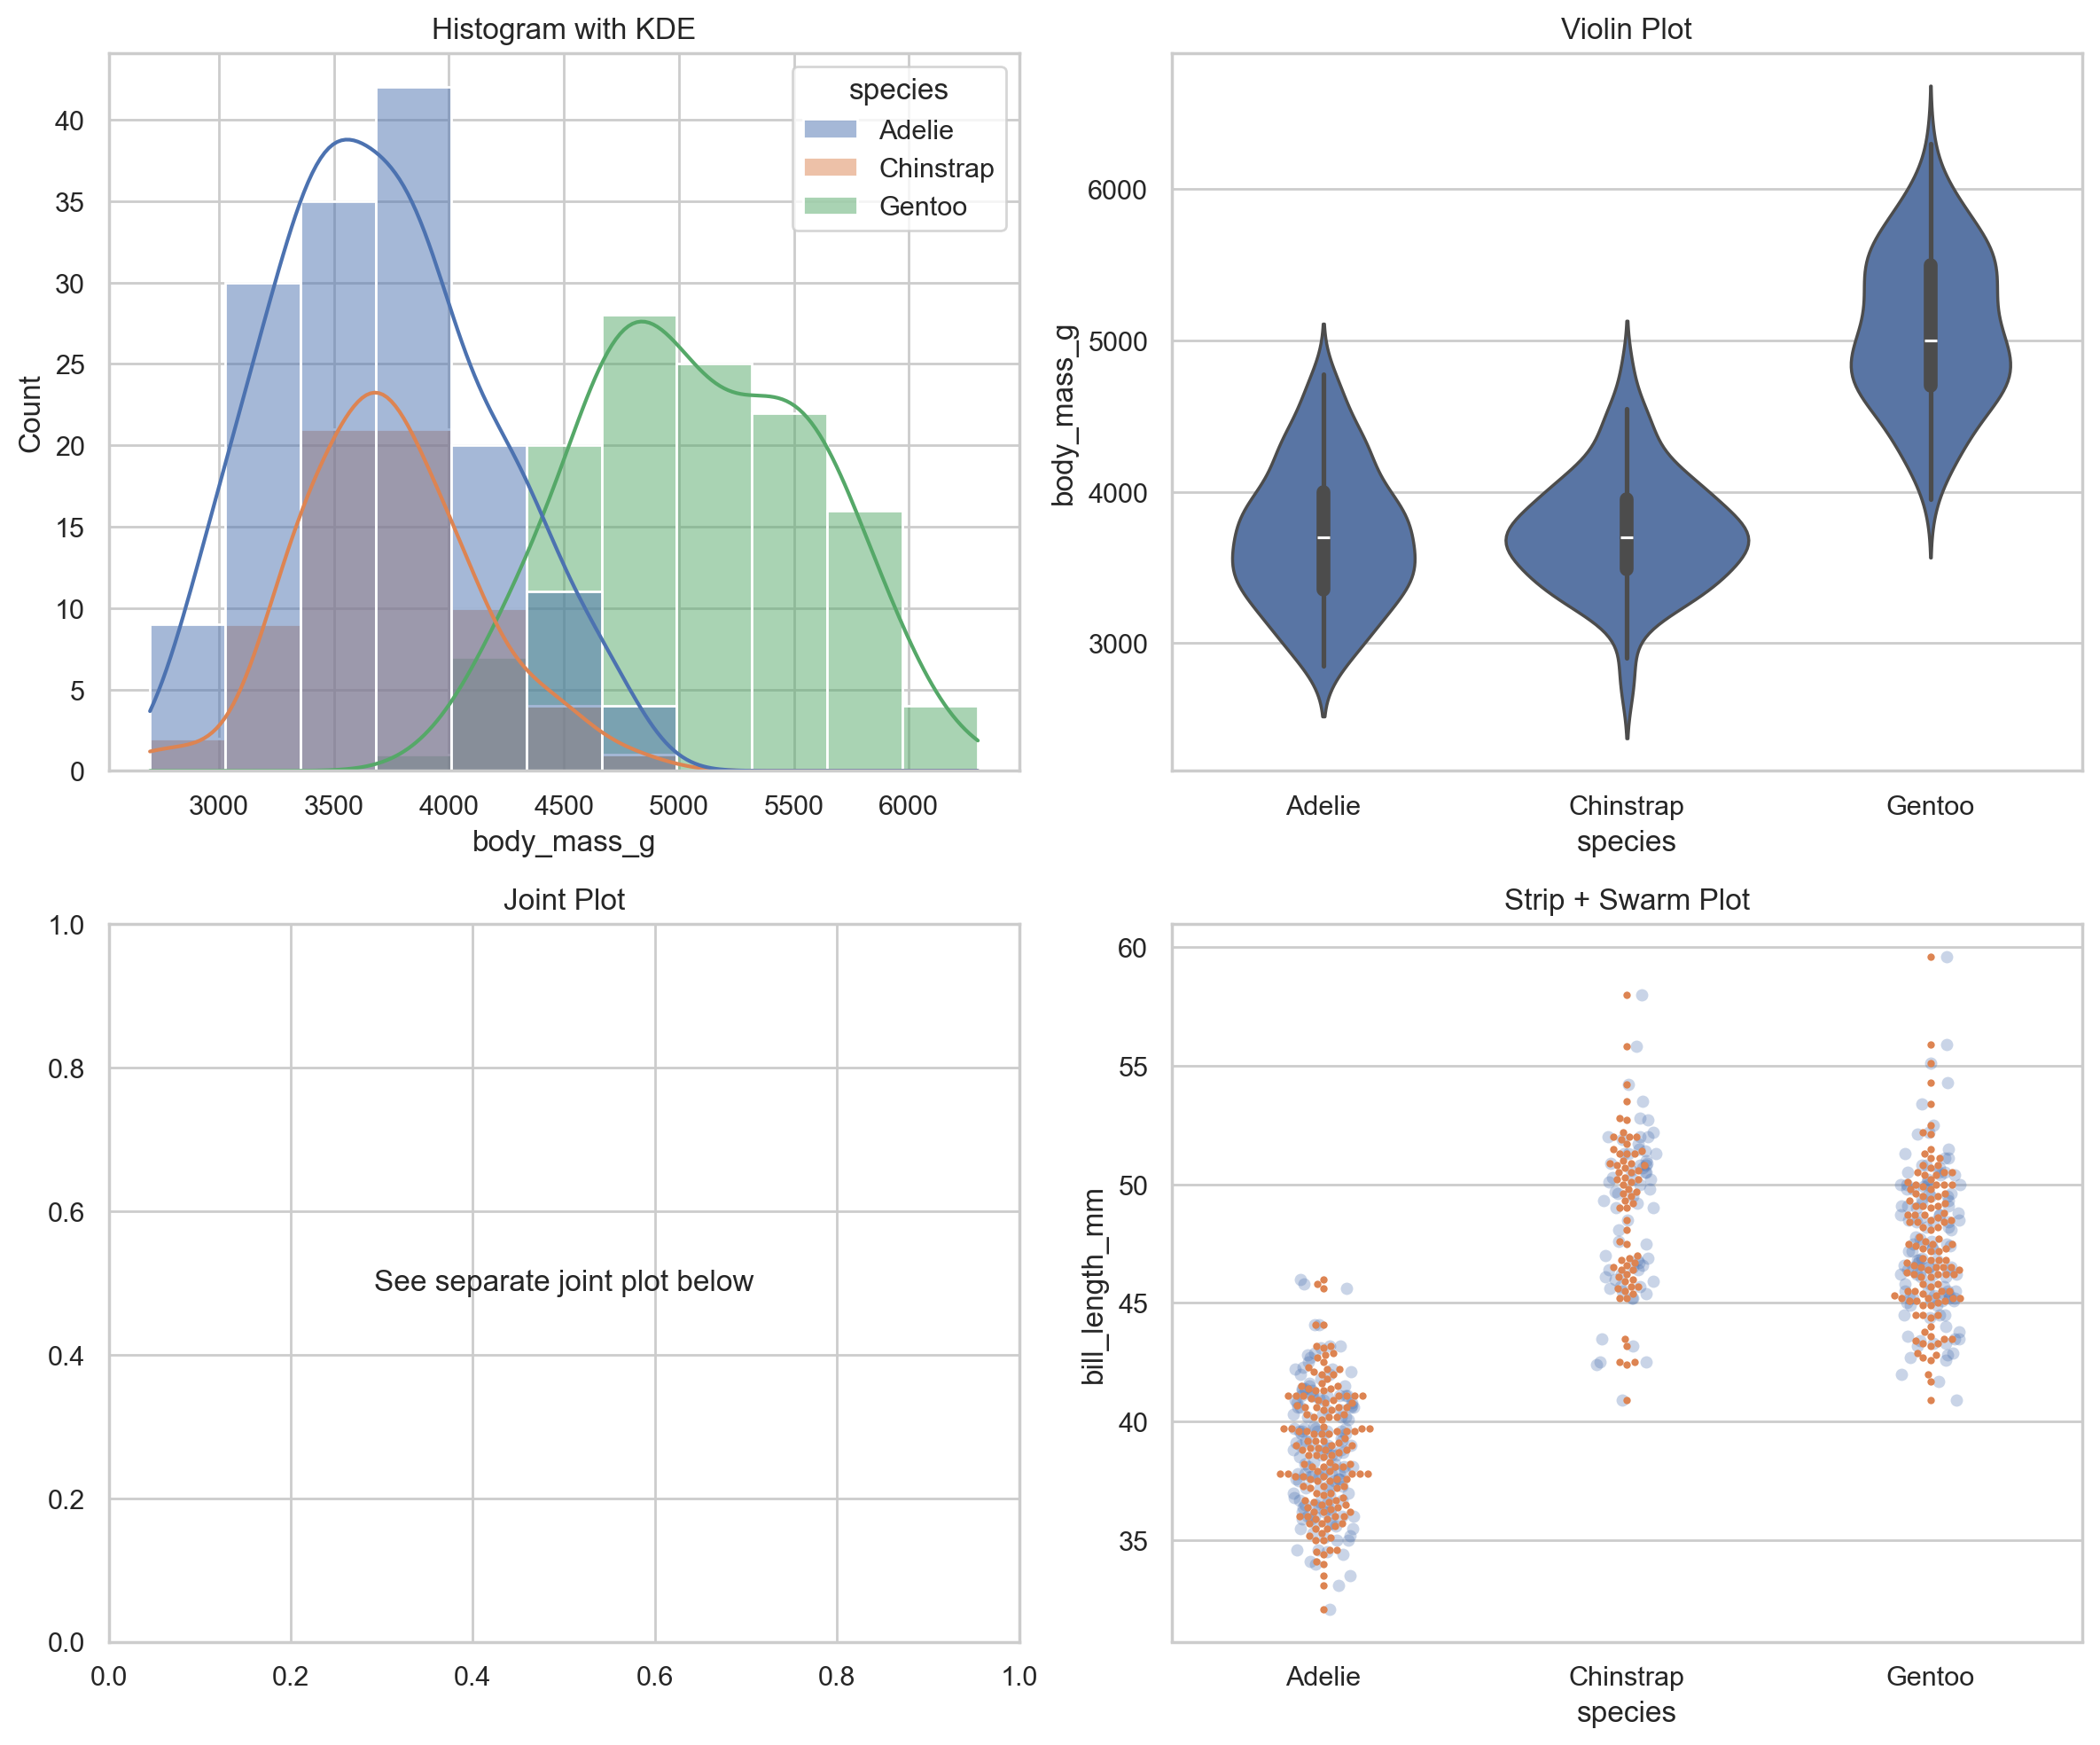 Histogram with KDE
Count
40
35
30
25
20
15
10
5
0
3000 3500 4000 4500 5000 5500 6000
body_mass_g
species
Adelie
Chinstrap
Gentoo
Violin Plot
body_mass_g
6000
5000
4000
3000
Adelie Chinstrap Gentoo
species
Joint Plot
1.0
0.8
0.6
0.4
0.2
0.0
See separate joint plot below
0.0 0.2 0.4 0.6 0.8 1.0
Strip + Swarm Plot
bill_length_mm
60
55
50
45
40
35
Adelie Chinstrap Gentoo
species